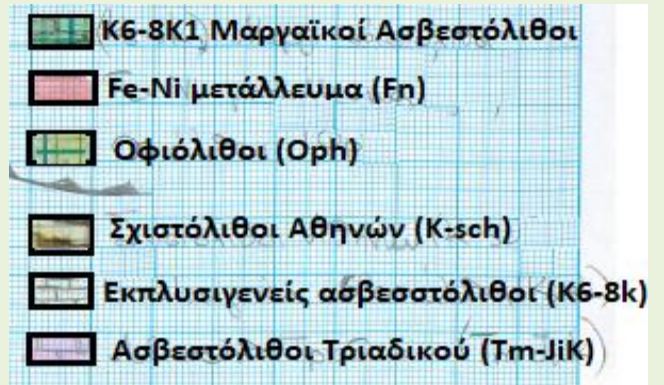 K6-8K1 Μαργαϊκοί Ασβεστόλιθοι
Fe-Ni μετάλλευμα (Fn)
Οφιόλιθοι (Oph)
Σχιστόλιθοι Αθηνών (K-sch)
Εκπλυσιγενείς ασβεσστόλιθοι (K6-8k)
Ασβεστόλιθοι Τριαδικού (Tm-JiK)